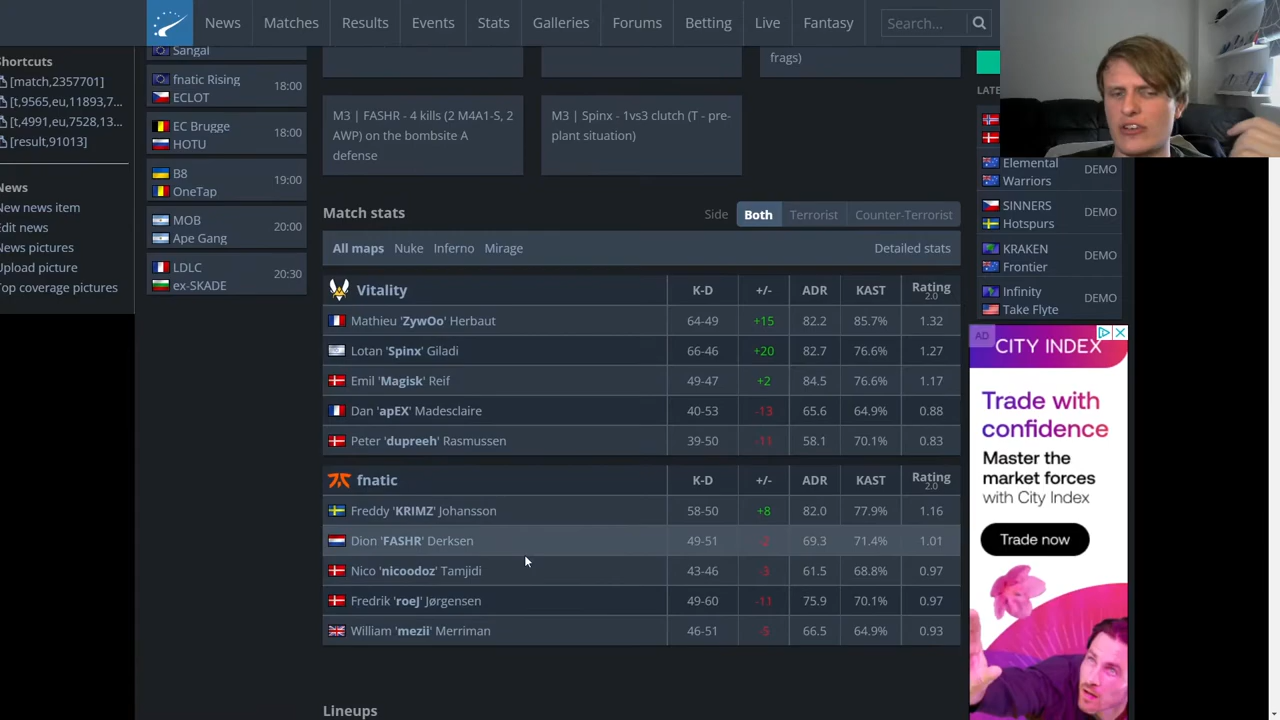 News Matches Results Events Stats Galleries Forums Betting Live Fantasy Search...
Shortcuts
[match,2357701]
[t,9565,eu,11893,7...
[t,4991,eu,7528,13...
[result,91013]
News
New news item
Edit news
News pictures
Upload picture
Top coverage pictures
Sangal
fnatic Rising
ECLOT
18:00
EC Brugge
HOTU
18:00
B8
OneTap
19:00
MOB
Ape Gang
20:00
LDLC
ex-SKADE
20:30
frags)
M3 | FASHR - 4 kills (2 M4A1-S, 2
AWP) on the bombsite A
defense
M3 | Spinx - 1vs3 clutch (T - pre-
plant situation)
Match stats
Side Both Terrorist Counter-Terrorist
All maps Nuke Inferno Mirage Detailed stats
Vitality K-D +/- ADR KAST Rating 2.0
Mathieu 'ZywOo' Herbaut 64-49 +15 82.2 85.7% 1.32
Lotan 'Spinx' Giladi 66-46 +20 82.7 76.6% 1.27
Emil 'Magisk' Reif 49-47 +2 84.5 76.6% 1.17
Dan 'apEX' Madesclaire 40-53 -13 65.6 64.9% 0.88
Peter 'dupreeh' Rasmussen 39-50 -11 58.1 70.1% 0.83
fnatic K-D +/- ADR KAST Rating 2.0
Freddy 'KRIMZ' Johansson 58-50 +8 82.0 77.9% 1.16
Dion 'FASHR' Derksen 49-51 -2 69.3 71.4% 1.01
Nico 'nicoodoz' Tamjidi 43-46 -3 61.5 68.8% 0.97
Fredrik 'roej' Jørgensen 49-60 -11 75.9 70.1% 0.97
William 'mezii' Merriman 46-51 -5 66.5 64.9% 0.93
Lineups
LATE
Elemental
Warriors
DEMO
SINNERS
Hotspurs
DEMO
KRAKEN
Frontier
DEMO
Infinity
Take Flyte
DEMO
AD
CITY INDEX
Trade with
confidence
Master the
market forces
with City Index
Trade now